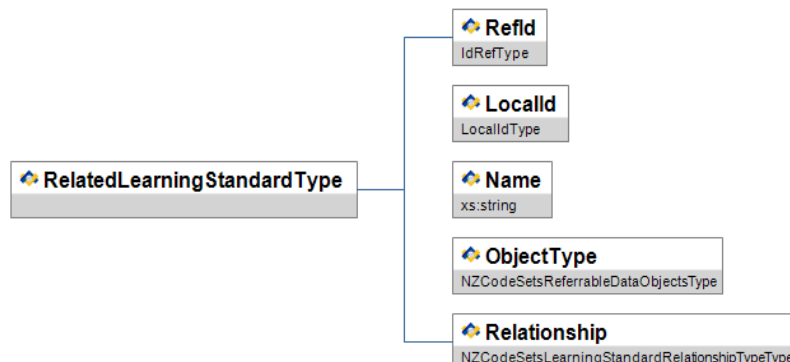 RefId
IdRefType
LocalId
LocalIdType
RelatedLearningStandardType
Name
xs:string
ObjectType
NZCodeSetsReferrableDataObjectsType
Relationship
NZCodeSetsLearningStandardRelationshipTypeType